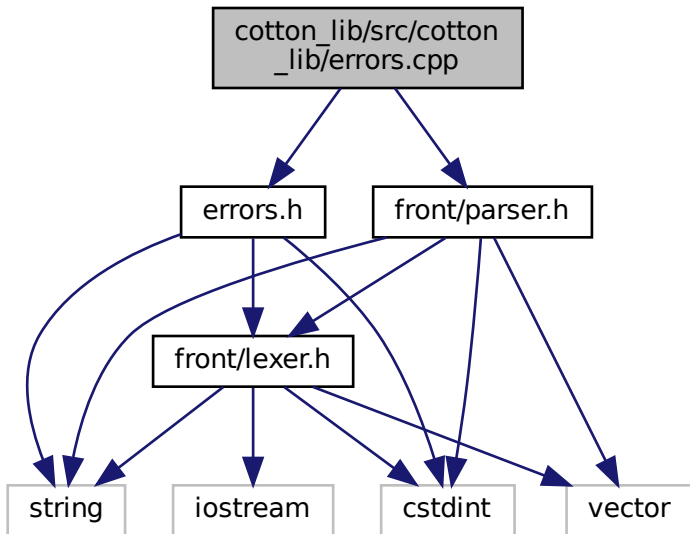 cotton_lib/src/cotton
_lib/errors.cpp
errors.h
front/parser.h
front/lexer.h
string
iostream
cstdint
vector